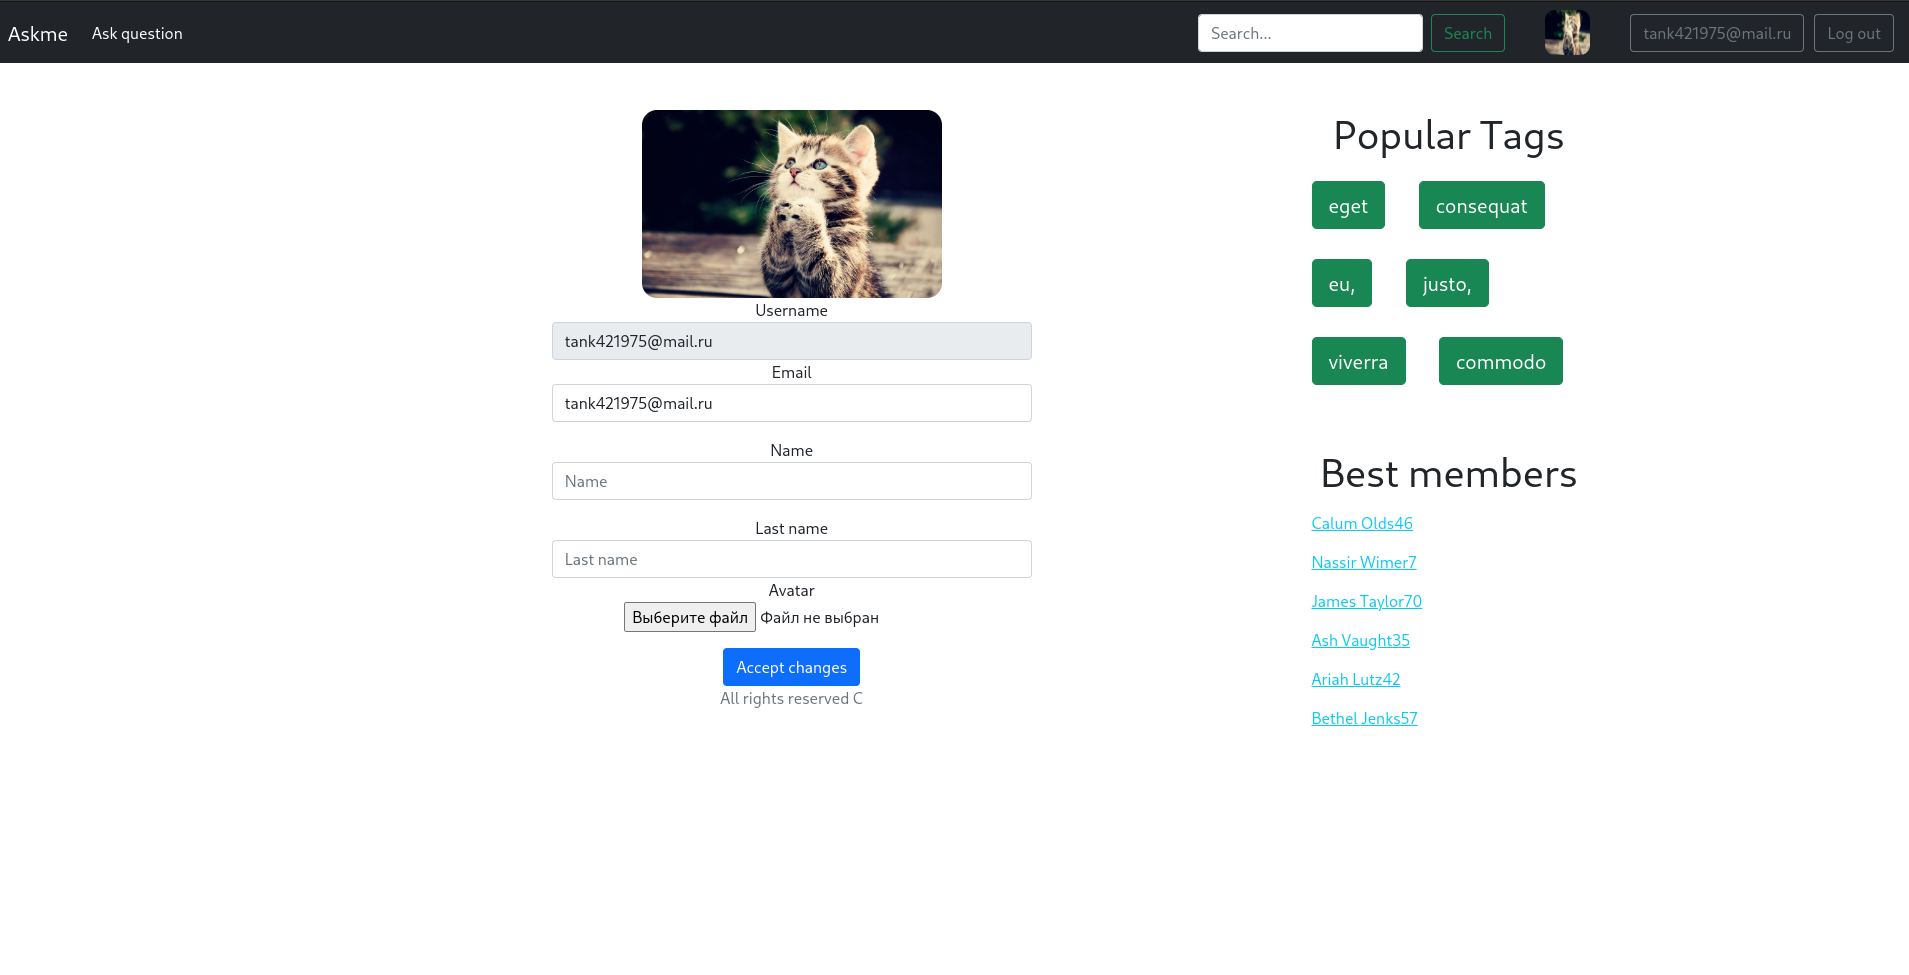 Askme Ask question Search... Search tank421975@mail.ru Log out
Username
tank421975@mail.ru
Email
tank421975@mail.ru
Name
Name
Last name
Last name
Avatar
Выберите файл Файл не выбран
Accept changes
All rights reserved C
Popular Tags
eget consequat
eu, justo,
viverra commodo
Best members
Calum Olds46
Nassir Wimer7
James Taylor70
Ash Vaught35
Ariah Lutz42
Bethel Jenks57